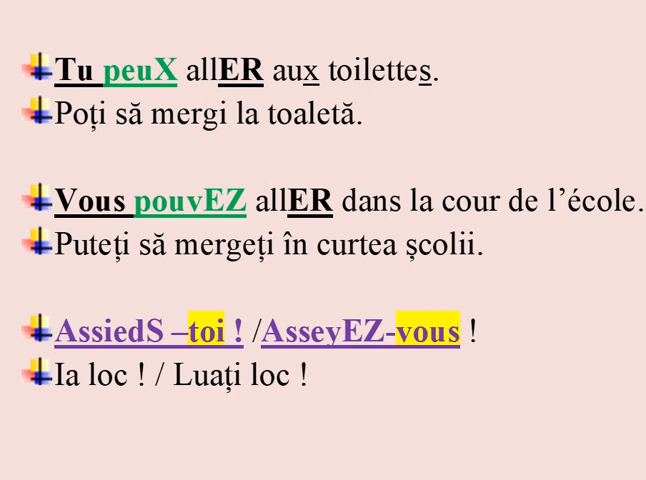 Tu peuX allER aux toilettes.
Poți să mergi la toaletă.
Vous pouvEZ allER dans la cour de l’école.
Puteți să mergeți în curtea școlii.
AssiedS –toi ! /AsseyEZ-vous !
Ia loc ! / Luați loc !